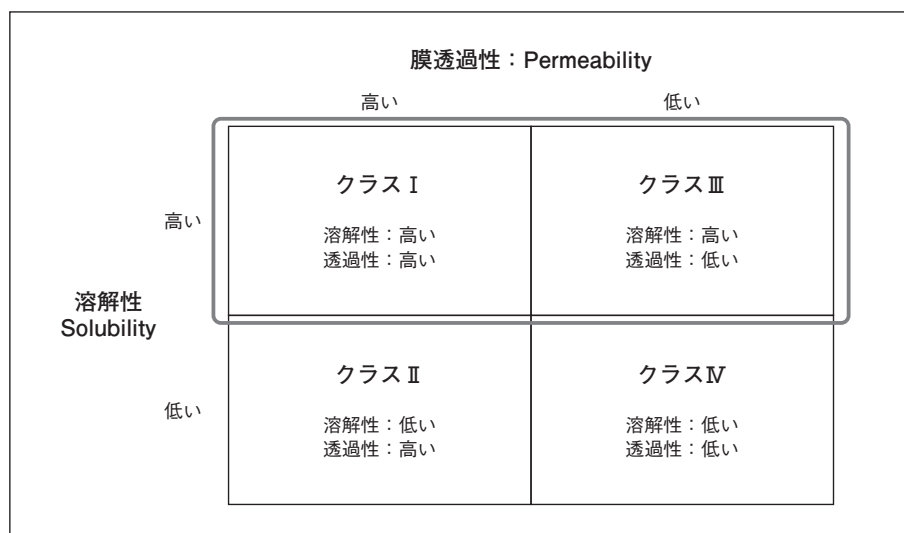 膜透過性：Permeability
高い
低い
クラスⅠ
溶解性：高い
透過性：高い
クラスⅢ
溶解性：高い
透過性：低い
高い
溶解性
Solubility
クラスⅡ
溶解性：低い
透過性：高い
クラスⅣ
溶解性：低い
透過性：低い
低い